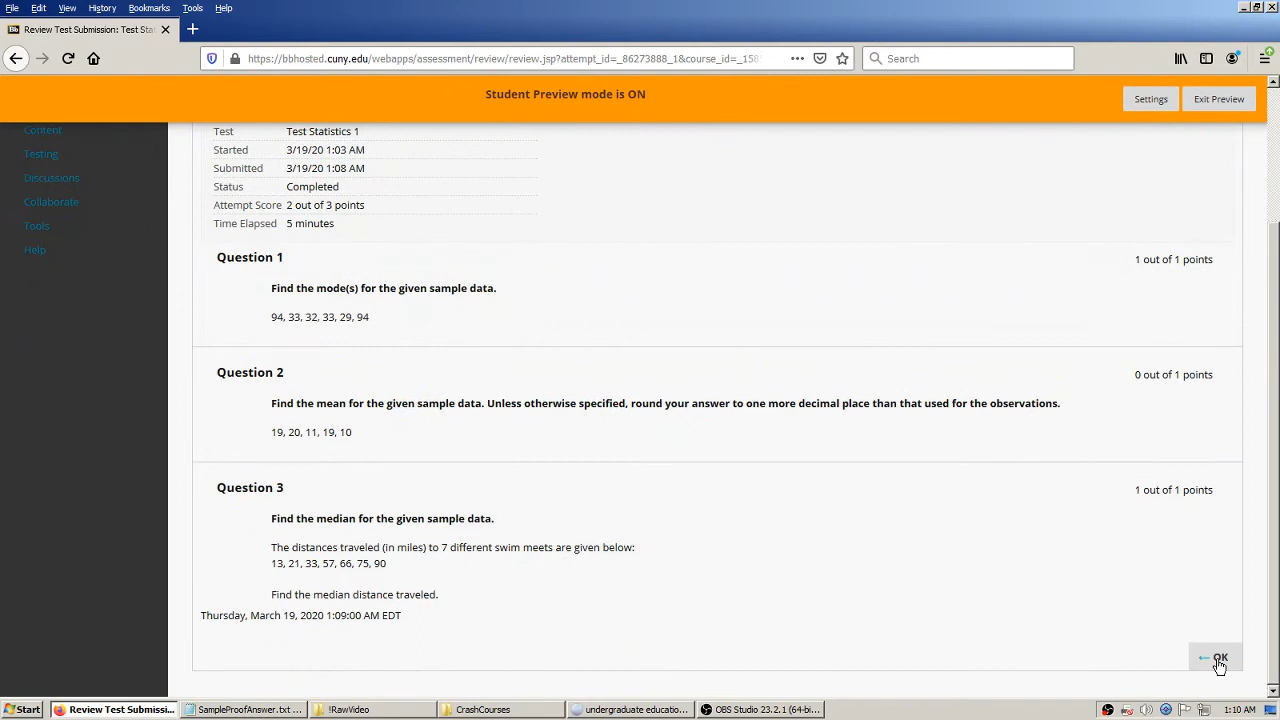 File Edit View History Bookmarks Tools Help
Review Test Submission: Test Sta
https://bbhosted.cuny.edu/webapps/assessment/review/review.jsp?attempt_id=_86273888_1&course_id=_158
Search
Student Preview mode is ON
Settings
Exit Preview
Content
Testing
Discussions
Collaborate
Tools
Help
Test Test Statistics 1
Started 3/19/20 1:03 AM
Submitted 3/19/20 1:08 AM
Status Completed
Attempt Score 2 out of 3 points
Time Elapsed 5 minutes
Question 1
1 out of 1 points
Find the mode(s) for the given sample data.
94, 33, 32, 33, 29, 94
Question 2
0 out of 1 points
Find the mean for the given sample data. Unless otherwise specified, round your answer to one more decimal place than that used for the observations.
19, 20, 11, 19, 10
Question 3
1 out of 1 points
Find the median for the given sample data.
The distances traveled (in miles) to 7 different swim meets are given below:
13, 21, 33, 57, 66, 75, 90
Find the median distance traveled.
Thursday, March 19, 2020 1:09:00 AM EDT
← OK
Start
Review Test Submissi...
SampleProofAnswer.txt ...
!RawVideo
CrashCourses
undergraduate educatio...
OBS Studio 23.2.1 (64-bi...
1:10 AM